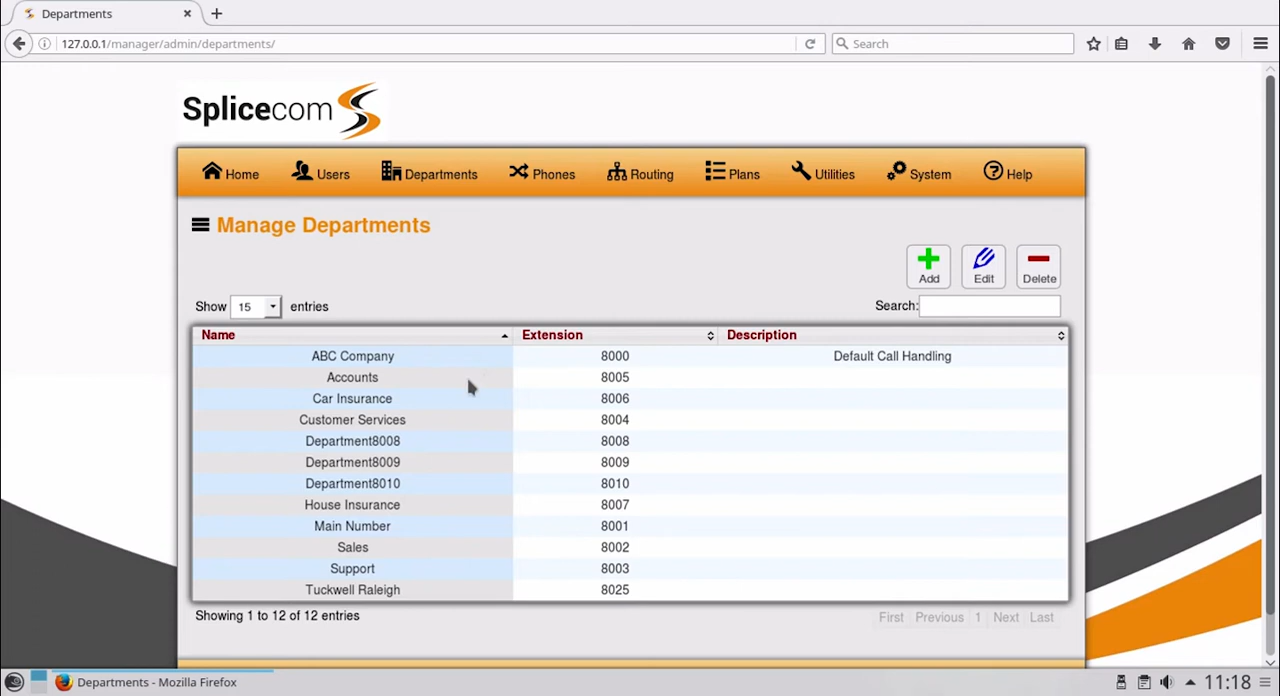 Departments
127.0.0.1/manager/admin/departments/
Search
Splicecom
Home Users Departments Phones Routing Plans Utilities System Help
Manage Departments
Add Edit Delete
Show 15 entries Search:
Name Extension Description
ABC Company 8000 Default Call Handling
Accounts 8005
Car Insurance 8006
Customer Services 8004
Department8008 8008
Department8009 8009
Department8010 8010
House Insurance 8007
Main Number 8001
Sales 8002
Support 8003
Tuckwell Raleigh 8025
Showing 1 to 12 of 12 entries First Previous 1 Next Last
Departments - Mozilla Firefox 11:18